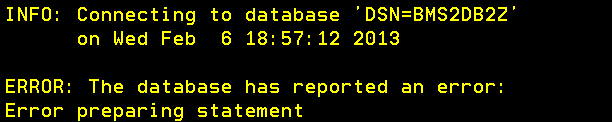 INFO: Connecting to database 'DSN=BMS2DB2Z'
      on Wed Feb  6 18:57:12 2013

ERROR: The database has reported an error:
Error preparing statement